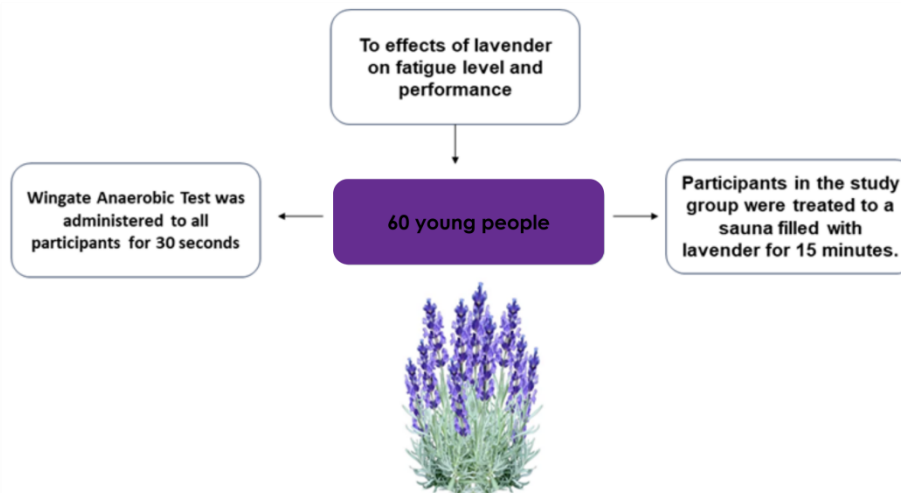 To effects of lavender
on fatigue level and
performance
Wingate Anaerobic Test was
administered to all
participants for 30 seconds
60 young people
Participants in the study
group were treated to a
sauna filled with
lavender for 15 minutes.